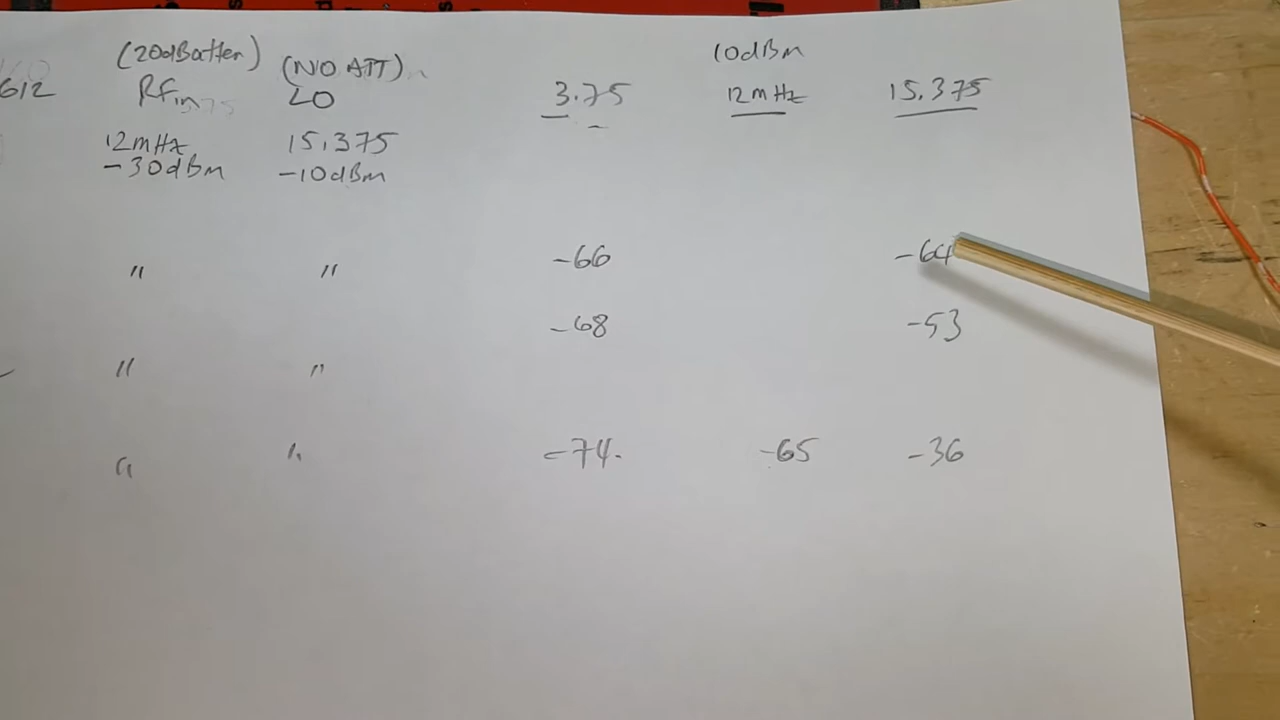 (20dBatten) (NO ATT) 10dBm
612 RFin LO 3.75 12mHz 15.375
12mHz 15.375
-30dBm -10dBm
" " -66 -64
-68 -53
" "
" " -74. -65 -36